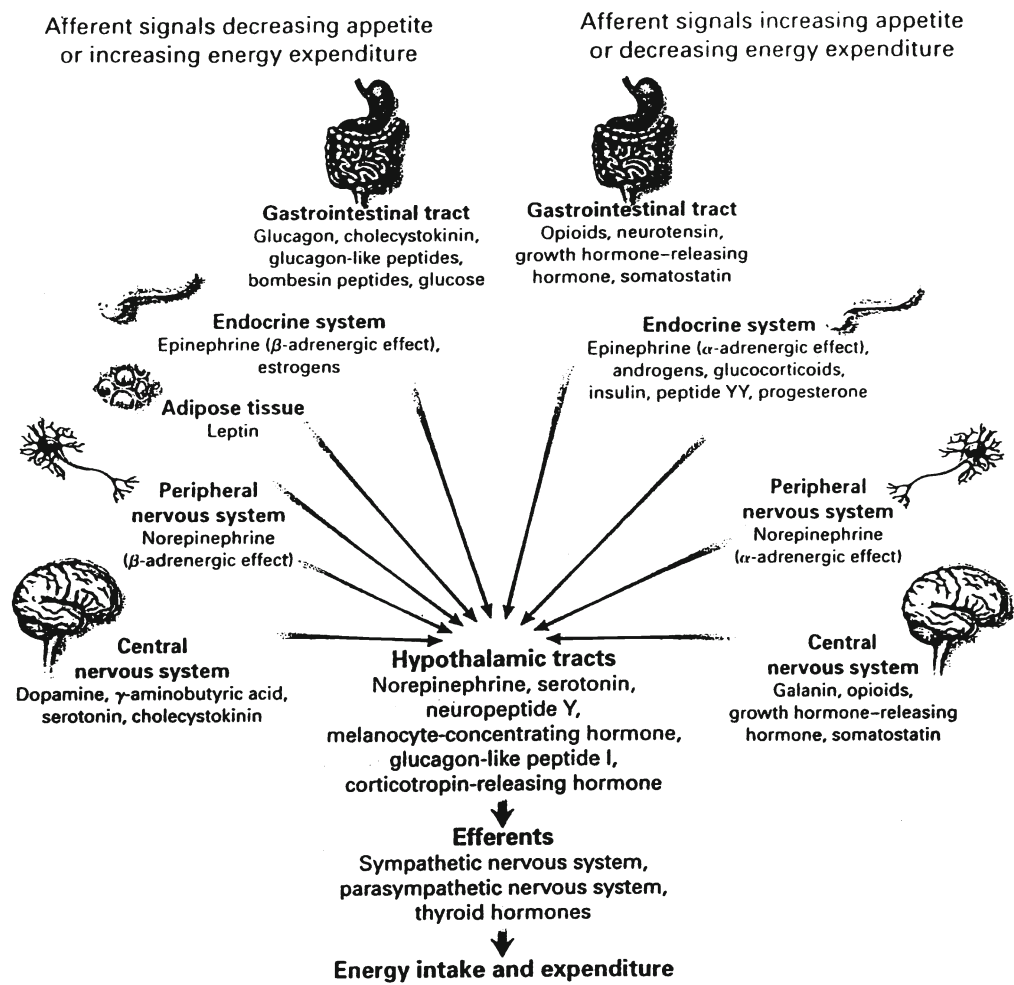 Afferent signals decreasing appetite
or increasing energy expenditure
Afferent signals increasing appetite
or decreasing energy expenditure
Gastrointestinal tract
Glucagon, cholecystokinin,
glucagon-like peptides,
bombesin peptides, glucose
Gastrointestinal tract
Opioids, neurotensin,
growth hormone–releasing
hormone, somatostatin
Endocrine system
Epinephrine (β-adrenergic effect),
estrogens
Endocrine system
Epinephrine (α-adrenergic effect),
androgens, glucocorticoids,
insulin, peptide YY, progesterone
Adipose tissue
Leptin
Peripheral
nervous system
Norepinephrine
(β-adrenergic effect)
Peripheral
nervous system
Norepinephrine
(α-adrenergic effect)
Central
nervous system
Dopamine, γ-aminobutyric acid,
serotonin, cholecystokinin
Central
nervous system
Galanin, opioids,
growth hormone–releasing
hormone, somatostatin
Hypothalamic tracts
Norepinephrine, serotonin,
neuropeptide Y,
melanocyte-concentrating hormone,
glucagon-like peptide I,
corticotropin-releasing hormone
Efferents
Sympathetic nervous system,
parasympathetic nervous system,
thyroid hormones
Energy intake and expenditure